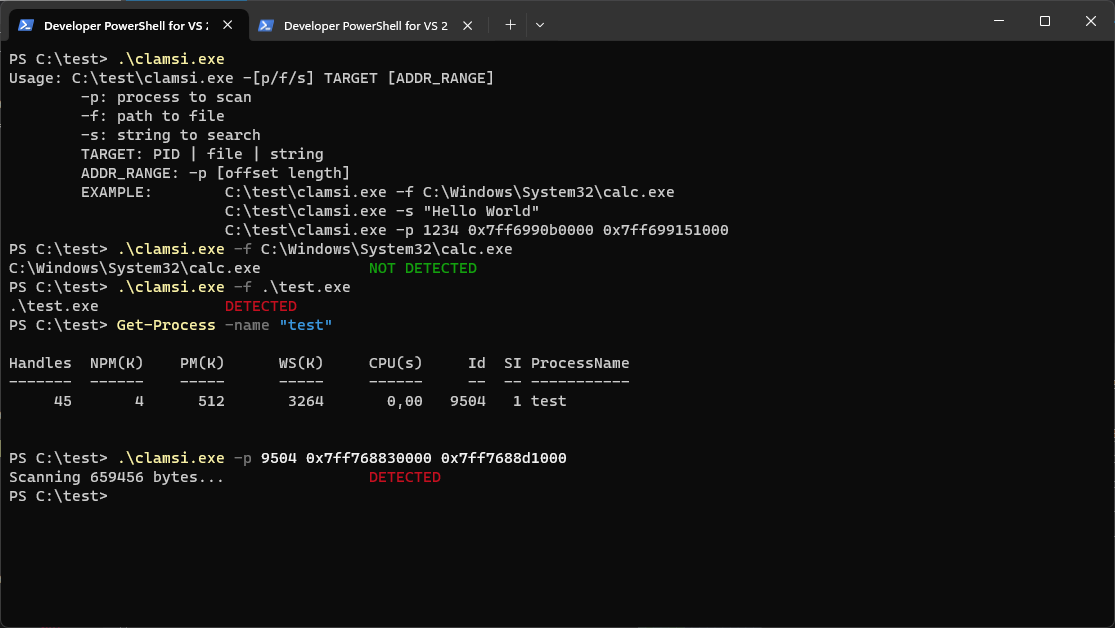 Developer PowerShell for VS 2 Developer PowerShell for VS 2
PS C:\test> .\clamsi.exe
Usage: C:\test\clamsi.exe -[p/f/s] TARGET [ADDR_RANGE]
        -p: process to scan
        -f: path to file
        -s: string to search
        TARGET: PID | file | string
        ADDR_RANGE: -p [offset length]
        EXAMPLE:        C:\test\clamsi.exe -f C:\Windows\System32\calc.exe
                        C:\test\clamsi.exe -s "Hello World"
                        C:\test\clamsi.exe -p 1234 0x7ff6990b0000 0x7ff699151000
PS C:\test> .\clamsi.exe -f C:\Windows\System32\calc.exe
C:\Windows\System32\calc.exe            NOT DETECTED
PS C:\test> .\clamsi.exe -f .\test.exe
.\test.exe              DETECTED
PS C:\test> Get-Process -name "test"
Handles  NPM(K)    PM(K)      WS(K)     CPU(s)     Id  SI ProcessName
-------  ------    -----      -----     ------     --  -- -----------
     45       4      512       3264       0,00   9504   1 test
PS C:\test> .\clamsi.exe -p 9504 0x7ff768830000 0x7ff7688d1000
Scanning 659456 bytes...                DETECTED
PS C:\test>